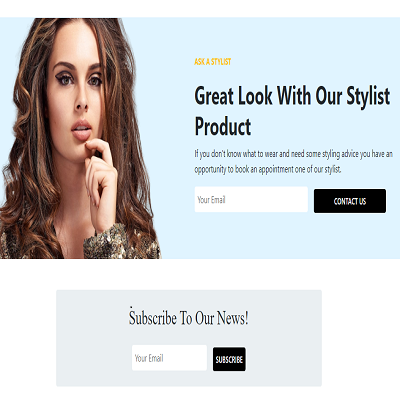 ASK A STYLIST
Great Look With Our Stylist
Product
If you don't know what to wear and need some styling advice you have an
opportunity to book an appointment one of our stylist.
Your Email
CONTACT US
Subscribe To Our News!
Your Email
SUBSCRIBE